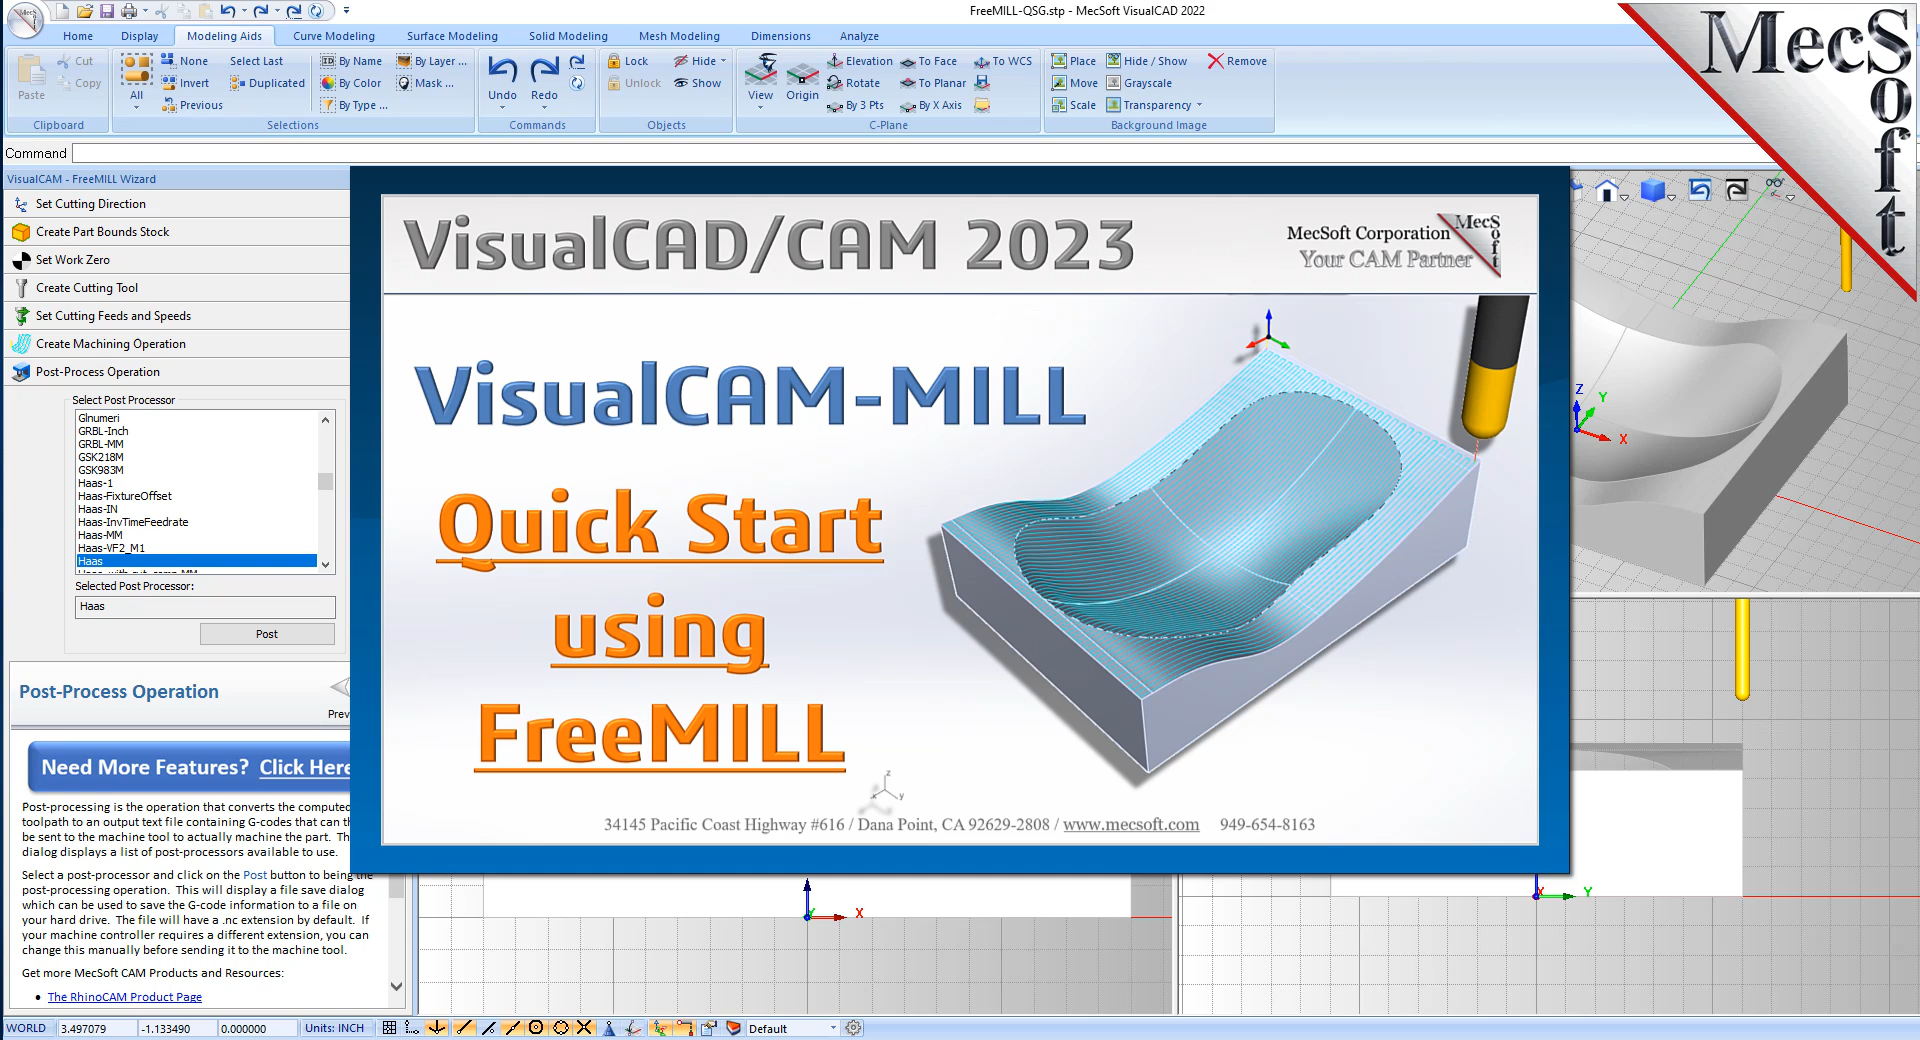 FreeMILL-QSG.stp - MecSoft VisualCAD 2022
MecSoft
Home Display Modeling Aids Curve Modeling Surface Modeling Solid Modeling Mesh Modeling Dimensions Analyze
Paste
Cut
Copy
Clipboard
All
None
Invert
Previous
Select Last
Duplicated
By Name
By Color
By Type ...
By Layer ...
Mask ...
Selections
Undo
Redo
Commands
Lock
Unlock
Hide
Show
Objects
View
Origin
Elevation
Rotate
By 3 Pts
To Face
To Planar
By X Axis
To WCS
C-Plane
Place
Move
Scale
Hide / Show
Grayscale
Transparency
Remove
Background Image
MecSoft
Command
VisualCAM - FreeMILL Wizard
Set Cutting Direction
Create Part Bounds Stock
Set Work Zero
Create Cutting Tool
Set Cutting Feeds and Speeds
Create Machining Operation
Post-Process Operation
Select Post Processor
Glnumeri
GRBL-Inch
GRBL-MM
GSK218M
GSK983M
Haas-1
Haas-FixtureOffset
Haas-IN
Haas-InvTimeFeedrate
Haas-MM
Haas-VF2_M1
Haas
Selected Post Processor:
Haas
Post
Post-Process Operation
Prev
Need More Features? Click Here
Post-processing is the operation that converts the computed
toolpath to an output text file containing G-codes that can th
be sent to the machine tool to actually machine the part. Th
dialog displays a list of post-processors available to use.
Select a post-processor and click on the Post button to being the
post-processing operation. This will display a file save dialog
which can be used to save the G-code information to a file on
your hard drive. The file will have a .nc extension by default. If
your machine controller requires a different extension, you can
change this manually before sending it to the machine tool.
Get more MecSoft CAM Products and Resources:
• The RhinoCAM Product Page
VisualCAD/CAM 2023
MecSoft Corporation
Your CAM Partner
MecSoft
VisualCAM-MILL
Quick Start
using
FreeMILL
z
x
y
34145 Pacific Coast Highway #616 / Dana Point, CA 92629-2808 / www.mecsoft.com 949-654-8163
Z
Y
X
Y
X
X
Y
WORLD 3.497079 -1.133490 0.000000 Units: INCH Default